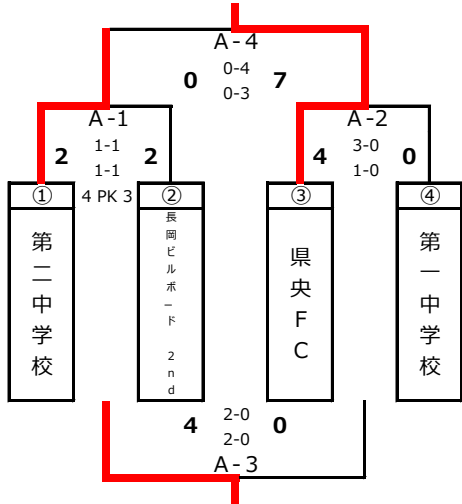 A-4
0 0-4 7
0-3
A-1
2 1-1 2
1-1
4 PK 3
A-2
4 3-0 0
1-0
①
第二中学校
②
長岡ビルボード 2nd
③
県央FC
④
第一中学校
4 2-0 0
2-0
A-3